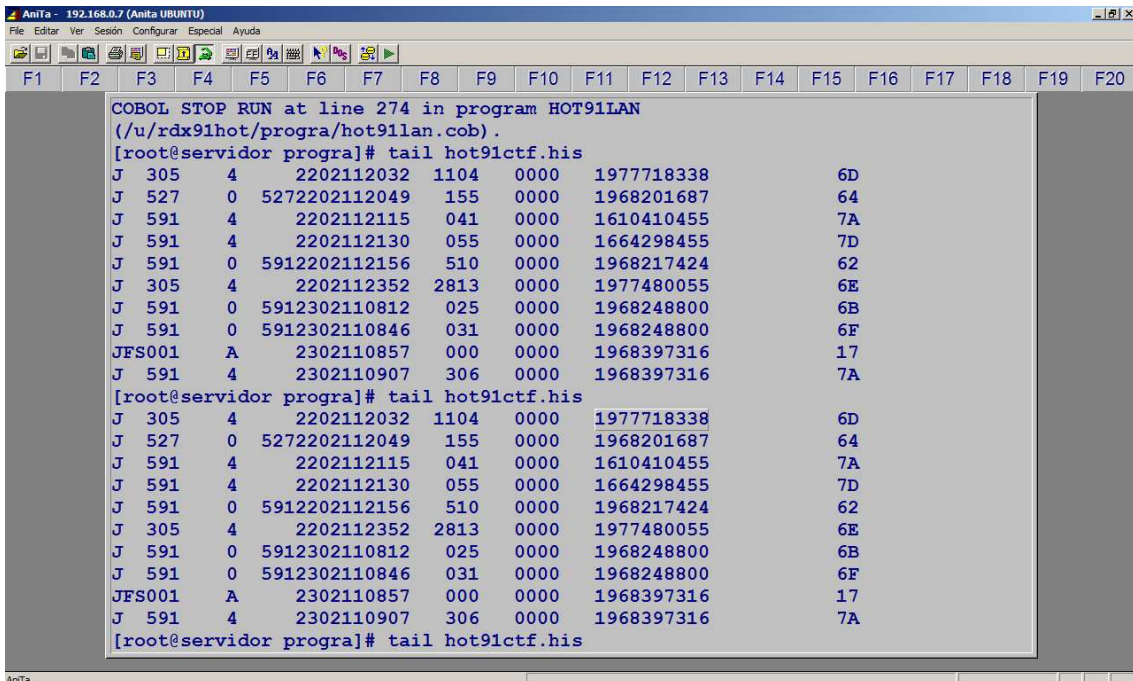 AniTa - 192.168.0.7 (Anita UBUNTU)
File Editar Ver Sesión Configurar Especial Ayuda
F1 F2 F3 F4 F5 F6 F7 F8 F9 F10 F11 F12 F13 F14 F15 F16 F17 F18 F19 F20
COBOL STOP RUN at line 274 in program HOT91LAN
(/u/rdx91hot/progra/hot91lan.cob).
[root@servidor progra]# tail hot91ctf.his
J 305 4 2202112032 1104 0000 1977718338 6D
J 527 0 5272202112049 155 0000 1968201687 64
J 591 4 2202112115 041 0000 1610410455 7A
J 591 4 2202112130 055 0000 1664298455 7D
J 591 0 5912202112156 510 0000 1968217424 62
J 305 4 2202112352 2813 0000 1977480055 6E
J 591 0 5912302110812 025 0000 1968248800 6B
J 591 0 5912302110846 031 0000 1968248800 6F
JFS001 A 2302110857 000 0000 1968397316 17
J 591 4 2302110907 306 0000 1968397316 7A
[root@servidor progra]# tail hot91ctf.his
J 305 4 2202112032 1104 0000 1977718338 6D
J 527 0 5272202112049 155 0000 1968201687 64
J 591 4 2202112115 041 0000 1610410455 7A
J 591 4 2202112130 055 0000 1664298455 7D
J 591 0 5912202112156 510 0000 1968217424 62
J 305 4 2202112352 2813 0000 1977480055 6E
J 591 0 5912302110812 025 0000 1968248800 6B
J 591 0 5912302110846 031 0000 1968248800 6F
JFS001 A 2302110857 000 0000 1968397316 17
J 591 4 2302110907 306 0000 1968397316 7A
[root@servidor progra]# tail hot91ctf.his
AniTa